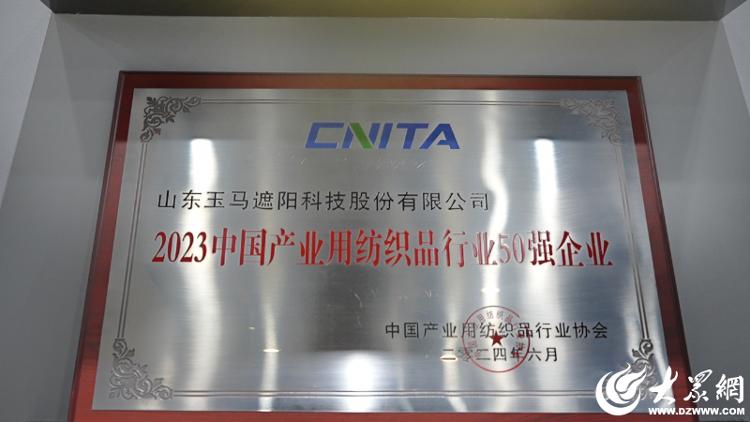 CNITA
山东玉马遮阳科技股份有限公司
2023中国产业用纺织品行业50强企业
中国产业用纺织品行业协会
二〇二四年六月
大众網
WWW.DZWWW.COM